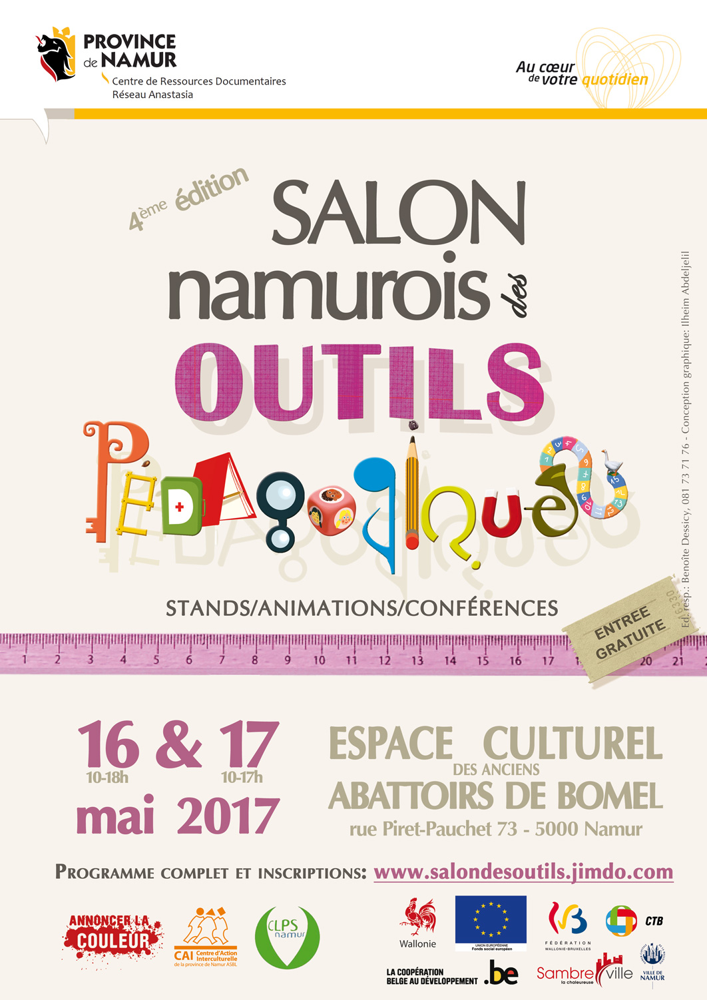 PROVINCE
de NAMUR
Centre de Ressources Documentaires
Réseau Anastasia
Au cœur
de votre quotidien
4ème édition
SALON
namurois des
OUTILS
PÉDAGOGIQUES
STANDS/ANIMATIONS/CONFÉRENCES
Ed. resp.: Benoîte Dessicy, 081 73 71 76 - Conception graphique: Ilheim Abdeljelil
ENTREE
GRATUITE
1 2 3 4 5 6 7 8 9 10 11 12 13 14 15 16 17 20 21
16 & 17
10-18h 10-17h
mai 2017
ESPACE CULTUREL
DES ANCIENS
ABATTOIRS DE BOMEL
rue Piret-Pauchet 73 - 5000 Namur
PROGRAMME COMPLET ET INSCRIPTIONS: www.salondesoutils.jimdo.com
ANNONCER LA
COULEUR
CAI Centre d'Action
Interculturelle
de la province de Namur ASBL
CLPS
namur
Wallonie
UNION EUROPÉENNE
Fonds social européen
FÉDÉRATION
WALLONIE-BRUXELLES
CTB
LA COOPÉRATION
BELGE AU DÉVELOPPEMENT .be
Sambreville
la chaleureuse
VILLE DE
NAMUR